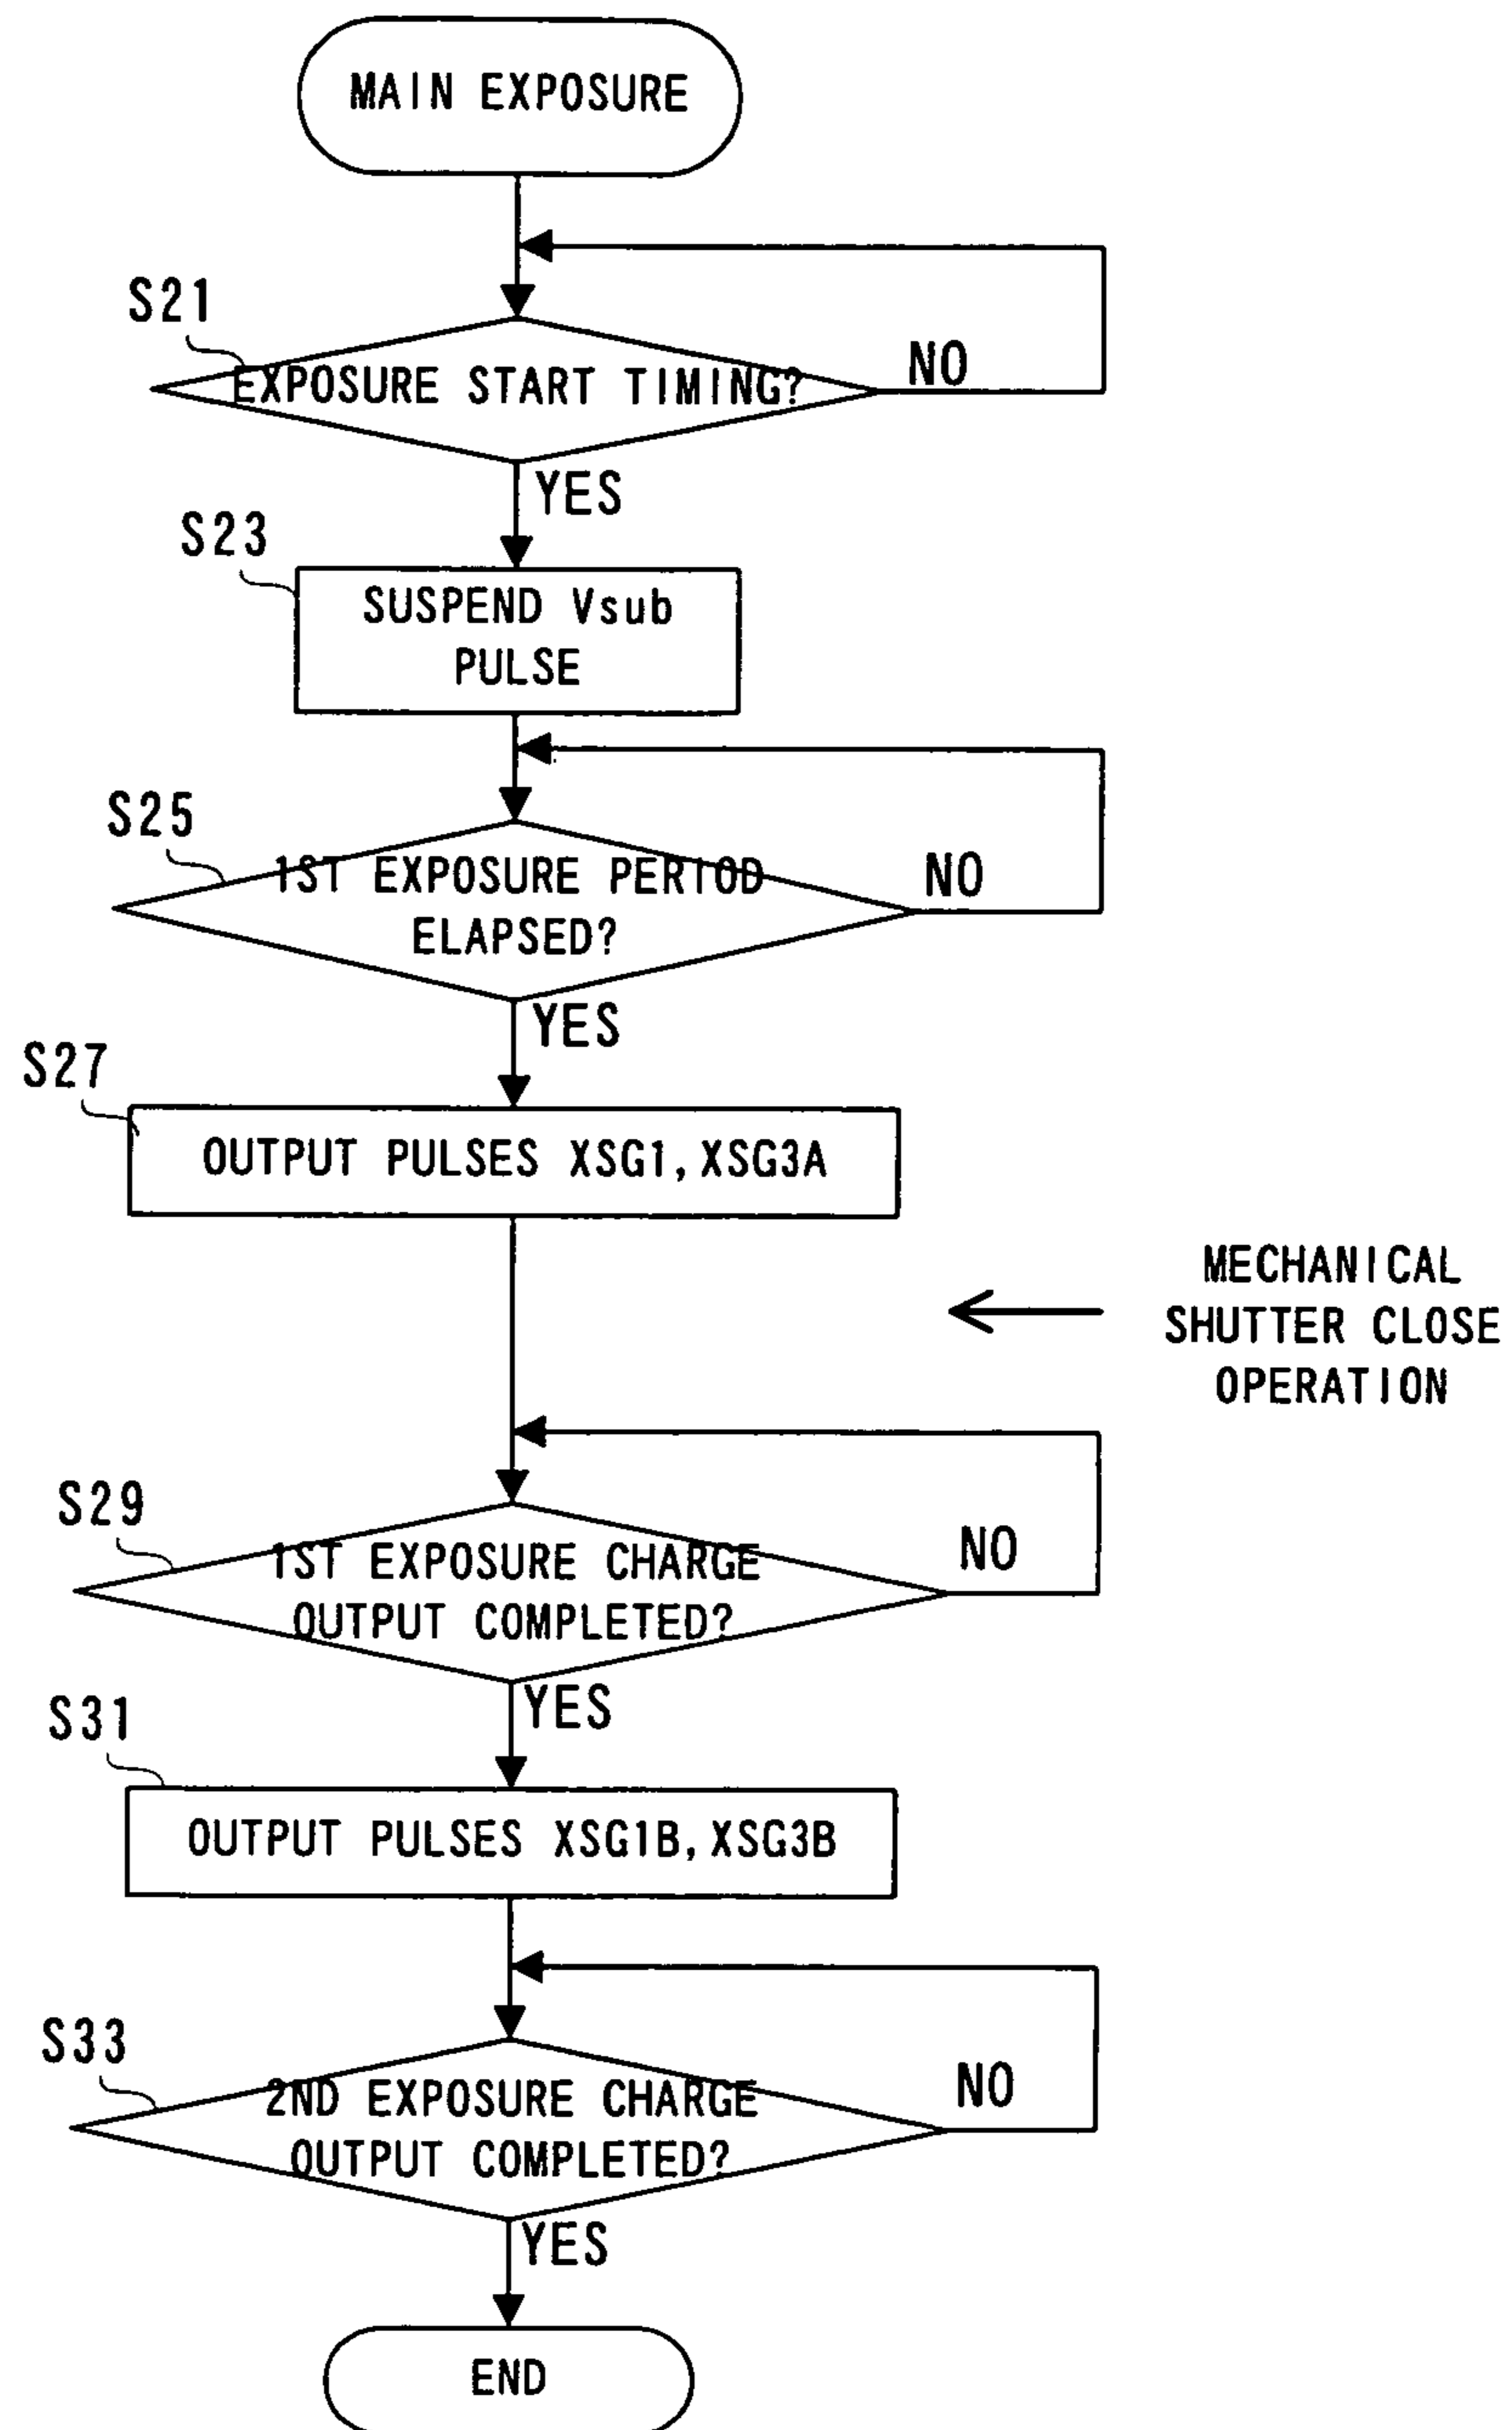 MAIN EXPOSURE
S21
EXPOSURE START TIMING?
NO
YES
S23
SUSPEND Vsub
PULSE
S25
1ST EXPOSURE PERIOD
ELAPSED?
NO
YES
S27
OUTPUT PULSES XSG1, XSG3A
MECHANICAL
SHUTTER CLOSE
OPERATION
S29
1ST EXPOSURE CHARGE
OUTPUT COMPLETED?
NO
YES
S31
OUTPUT PULSES XSG1B, XSG3B
S33
2ND EXPOSURE CHARGE
OUTPUT COMPLETED?
NO
YES
END